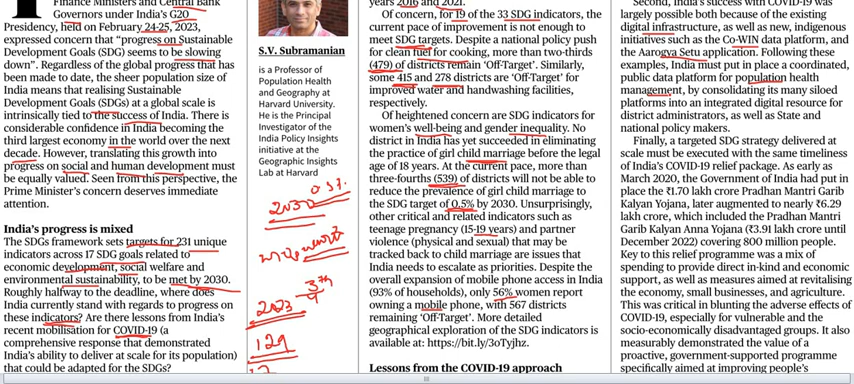 Finance Ministers and Central Bank
Governors under India's G20
Presidency, held on February 24-25, 2023,
expressed concern that “progress on Sustainable
Development Goals (SDG) seems to be slowing
down”. Regardless of the global progress that has
been made to date, the sheer population size of
India means that realising Sustainable
Development Goals (SDGs) at a global scale is
intrinsically tied to the success of India. There is
considerable confidence in India becoming the
third largest economy in the world over the next
decade. However, translating this growth into
progress on social and human development must
be equally valued. Seen from this perspective, the
Prime Minister's concern deserves immediate
attention.
India's progress is mixed
The SDGs framework sets targets for 231 unique
indicators across 17 SDG goals related to
economic development, social welfare and
environmental sustainability, to be met by 2030.
Roughly halfway to the deadline, where does
India currently stand with regards to progress on
these indicators? Are there lessons from India's
recent mobilisation for COVID-19 (a
comprehensive response that demonstrated
India's ability to deliver at scale for its population)
that could be adapted for the SDGs?
S.V. Subramanian
is a Professor of
Population Health
and Geography at
Harvard University.
He is the Principal
Investigator of the
India Policy Insights
initiative at the
Geographic Insights
Lab at Harvard
2030
2023
129
years 2016 and 2021.
Of concern, for 19 of the 33 SDG indicators, the
current pace of improvement is not enough to
meet SDG targets. Despite a national policy push
for clean fuel for cooking, more than two-thirds
(479) of districts remain ‘Off-Target’. Similarly,
some 415 and 278 districts are ‘Off-Target’ for
improved water and handwashing facilities,
respectively.
Of heightened concern are SDG indicators for
women's well-being and gender inequality. No
district in India has yet succeeded in eliminating
the practice of girl child marriage before the legal
age of 18 years. At the current pace, more than
three-fourths (539) of districts will not be able to
reduce the prevalence of girl child marriage to
the SDG target of 0.5% by 2030. Unsurprisingly,
other critical and related indicators such as
teenage pregnancy (15-19 years) and partner
violence (physical and sexual) that may be
tracked back to child marriage are issues that
India needs to escalate as priorities. Despite the
overall expansion of mobile phone access in India
(93% of households), only 56% women report
owning a mobile phone, with 567 districts
remaining ‘Off-Target’. More detailed
geographical exploration of the SDG indicators is
available at: https://bit.ly/3oTyjhz.
Lessons from the COVID-19 approach
Second, India's success with COVID-19 was
largely possible both because of the existing
digital infrastructure, as well as new, indigenous
initiatives such as the Co-WIN data platform, and
the Aarogya Setu application. Following these
examples, India must put in place a coordinated,
public data platform for population health
management, by consolidating its many siloed
platforms into an integrated digital resource for
district administrators, as well as State and
national policy makers.
Finally, a targeted SDG strategy delivered at
scale must be executed with the same timeliness
of India's COVID-19 relief package. As early as
March 2020, the Government of India had put in
place the ₹1.70 lakh crore Pradhan Mantri Garib
Kalyan Yojana, later augmented to nearly ₹6.29
lakh crore, which included the Pradhan Mantri
Garib Kalyan Anna Yojana (₹3.91 lakh crore until
December 2022) covering 800 million people.
Key to this relief programme was a mix of
spending to provide direct in-kind and economic
support, as well as measures aimed at revitalising
the economy, small businesses, and agriculture.
This was critical in blunting the adverse effects of
COVID-19, especially for vulnerable and the
socio-economically disadvantaged groups. It also
measurably demonstrated the value of a
proactive, government-supported programme
specifically aimed at improving people's